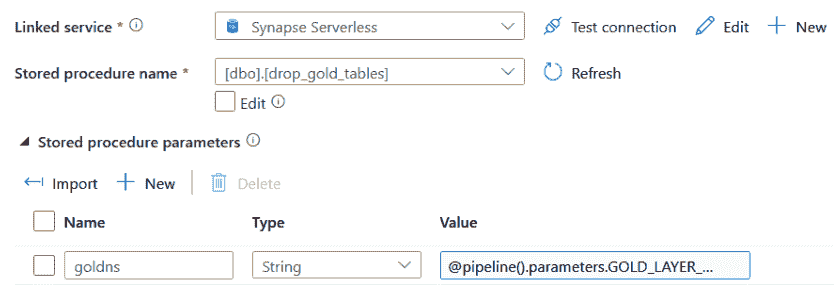 Linked service * Synapse Serverless Test connection Edit New
Stored procedure name * [dbo].[drop_gold_tables] Refresh
Edit
Stored procedure parameters
Import New Delete
Name Type Value
goldns String @pipeline().parameters.GOLD_LAYER_...